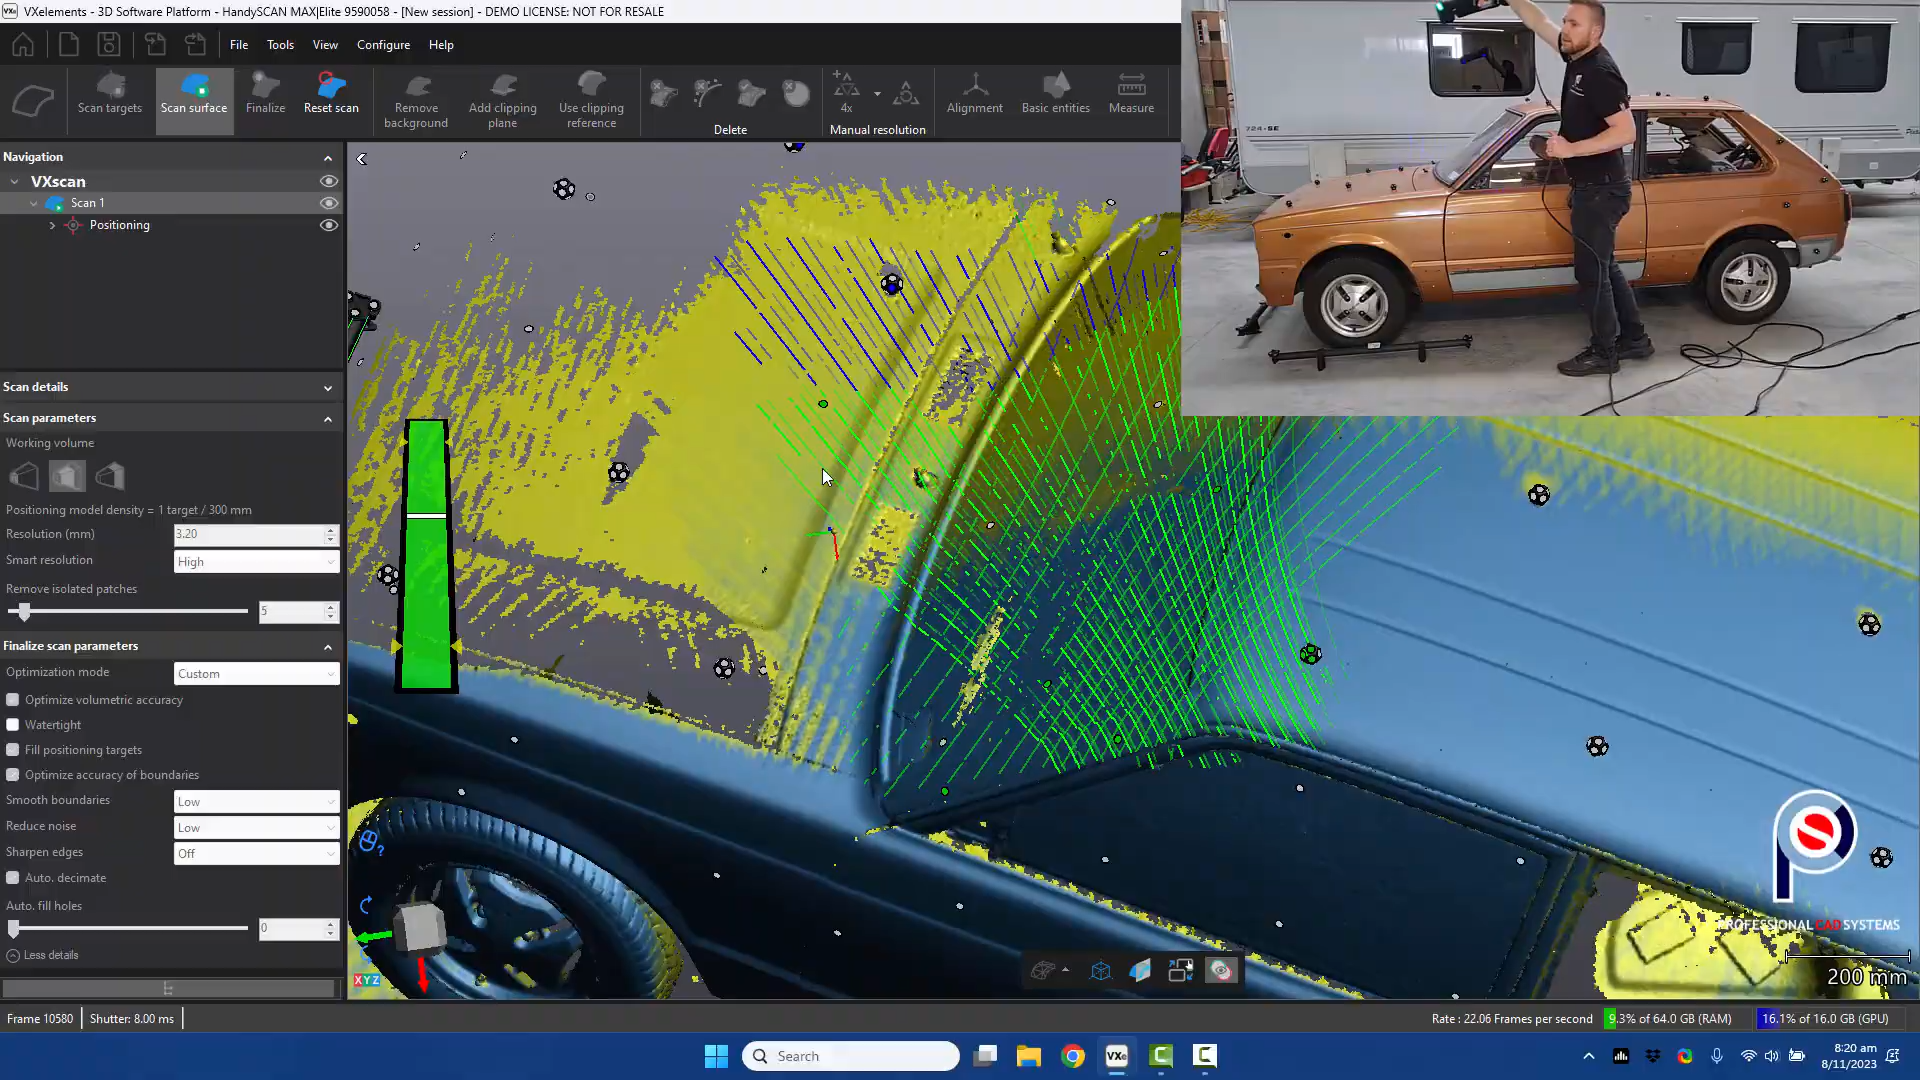 VXelements - 3D Software Platform - HandySCAN MAX|Elite 9590058 - [New session] - DEMO LICENSE: NOT FOR RESALE
File Tools View Configure Help
Scan targets
Scan surface
Finalize
Reset scan
Remove background
Add clipping plane
Use clipping reference
Delete
4x
Manual resolution
Alignment
Basic entities
Measure
Navigation
VXscan
Scan 1
Positioning
Scan details
Scan parameters
Working volume
Positioning model density = 1 target / 300 mm
Resolution (mm) 3.20
Smart resolution High
Remove isolated patches
5
Finalize scan parameters
Optimization mode Custom
Optimize volumetric accuracy
Watertight
Fill positioning targets
Optimize accuracy of boundaries
Smooth boundaries Low
Reduce noise Low
Sharpen edges Off
Auto. decimate
Auto. fill holes
0
Less details
XYZ
724-SE
PROFESSIONAL CAD SYSTEMS
200 mm
Frame 10580 Shutter: 8.00 ms Rate : 22.06 Frames per second 9.3% of 64.0 GB (RAM) 16.1% of 16.0 GB (GPU)
Search
VXe
8:20 am
8/11/2023